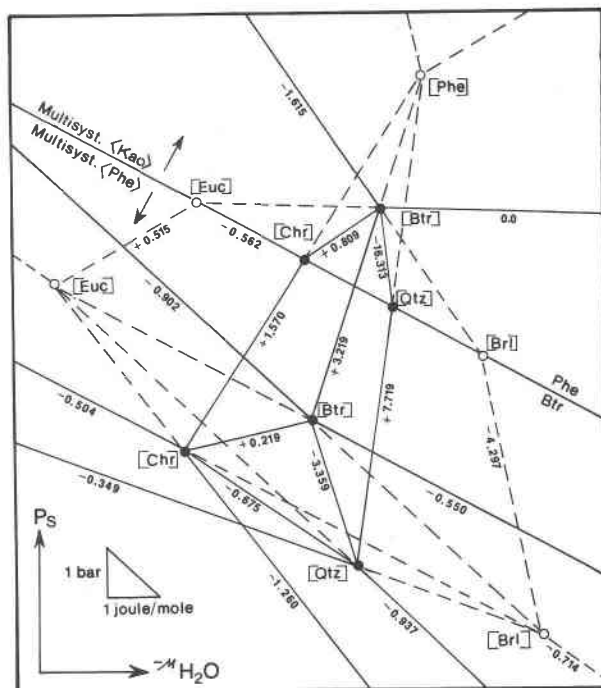 [Phe]
-1.615
Multisyst. ⟨Kao⟩
Multisyst. ⟨Phe⟩
[Euc]
[Btr]
0.0
+0.515
-0.562
[Chr]
+0.809
-16.313
[Euc]
-0.902
[Qtz]
+1.570
+3.219
[Brl]
+7.719
Phe
Btr
-0.504
[Btr]
-4.297
[Chr]
+0.219
-3.359
-0.349
-0.675
-0.550
Ps
[Qtz]
1 bar
-1.260
-0.937
1 joule/mole
[Brl]
-0.714
-μH2O